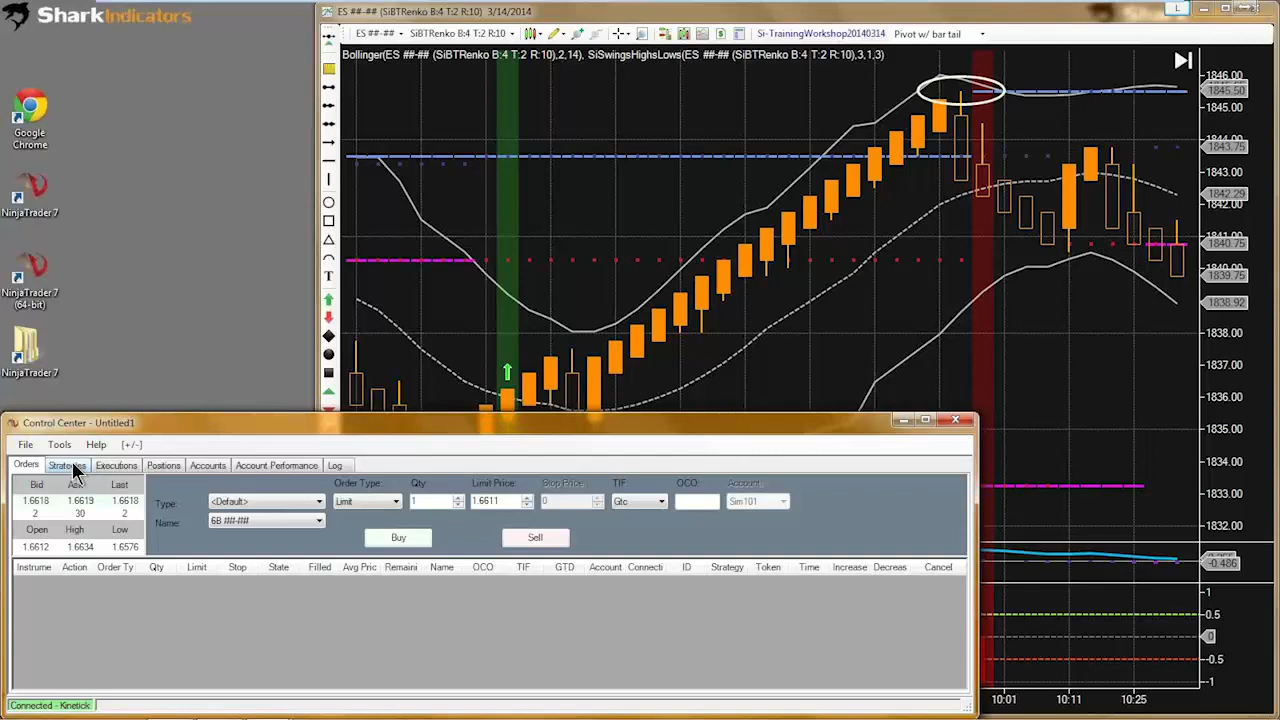 SharkIndicators
Google
Chrome
NinjaTrader 7
NinjaTrader 7
(64-bit)
NinjaTrader 7
ES ##-## (SiBTRenko B:4 T:2 R:10)  3/14/2014
L
ES ##-##
SiBTRenko B:4 T:2 R:10
Si-TrainingWorkshop20140314
Pivot w/ bar tail
Bollinger(ES ##-## (SiBTRenko B:4 T:2 R:10),2,14), SiSwingsHighsLows(ES ##-## (SiBTRenko B:4 T:2 R:10),3,1,3)
T
1846.00
1845.50
1845.00
1844.00
1843.75
1843.00
1842.29
1842.00
1841.00
1840.75
1839.75
1838.92
1838.00
1837.00
1836.00
1835.00
1834.00
1833.00
1832.00
-0.486
1
0.5
0
-0.5
-1
10:01 10:11 10:25
Control Center - Untitled1
File Tools Help [+/-]
Orders Strategies Executions Positions Accounts Account Performance Log
Bid Ask Last
1.6618 1.6619 1.6618
2 30 2
Open High Low
1.6612 1.6634 1.6576
Order Type: Qty Limit Price: Stop Price: TIF OCO: Account:
Type: <Default> Limit 1 1.6611 0 Gtc Sim101
Name: 6B ##-##
Buy Sell
Instrume Action Order Ty Qty Limit Stop State Filled Avg Pric Remaini Name OCO TIF GTD Account Connecti ID Strategy Token Time Increase Decreas Cancel
Connected - Kinetick